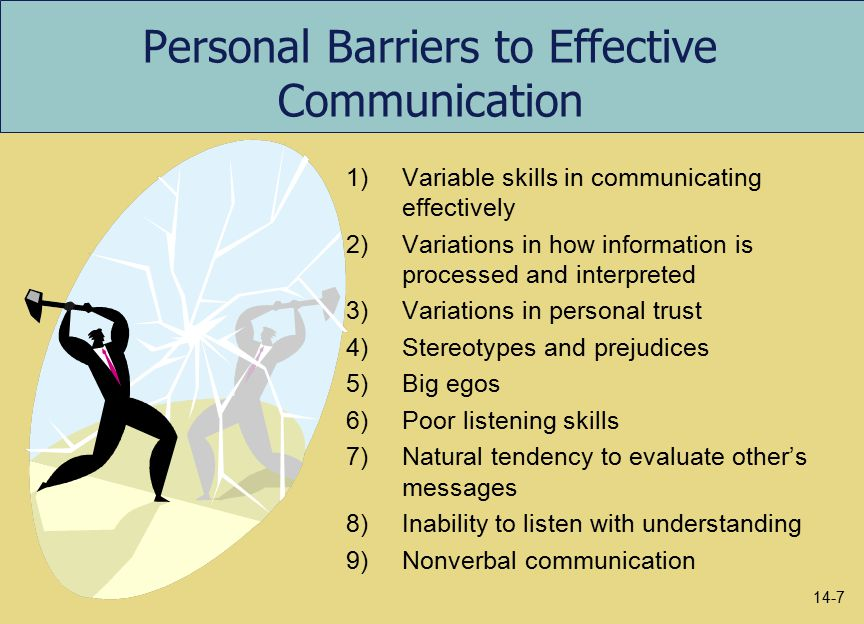 Personal Barriers to Effective
Communication
1) Variable skills in communicating
effectively
2) Variations in how information is
processed and interpreted
3) Variations in personal trust
4) Stereotypes and prejudices
5) Big egos
6) Poor listening skills
7) Natural tendency to evaluate other’s
messages
8) Inability to listen with understanding
9) Nonverbal communication
14-7